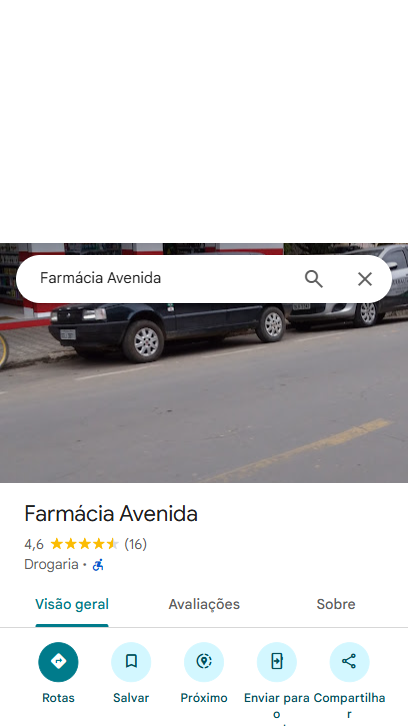 Farmácia Avenida
Farmácia Avenida
4,6 (16)
Drogaria ·
Visão geral Avaliações Sobre
Rotas Salvar Próximo Enviar para Compartilha
o r